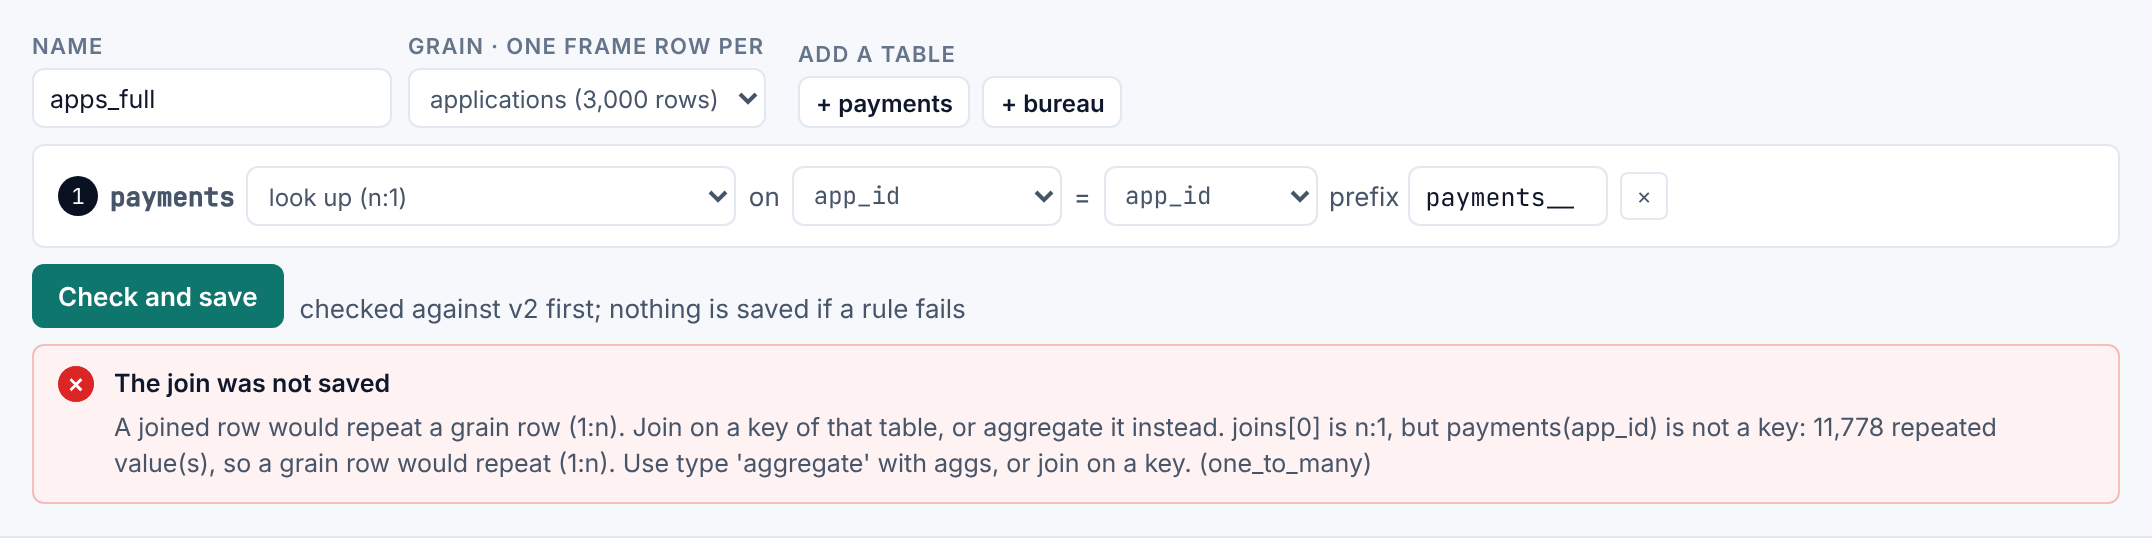 NAME
GRAIN · ONE FRAME ROW PER
ADD A TABLE
apps_full
applications (3,000 rows)
+ payments
+ bureau
1 payments look up (n:1) on app_id = app_id prefix payments__ ×
Check and save
checked against v2 first; nothing is saved if a rule fails
The join was not saved
A joined row would repeat a grain row (1:n). Join on a key of that table, or aggregate it instead. joins[0] is n:1, but payments(app_id) is not a key: 11,778 repeated
value(s), so a grain row would repeat (1:n). Use type 'aggregate' with aggs, or join on a key. (one_to_many)